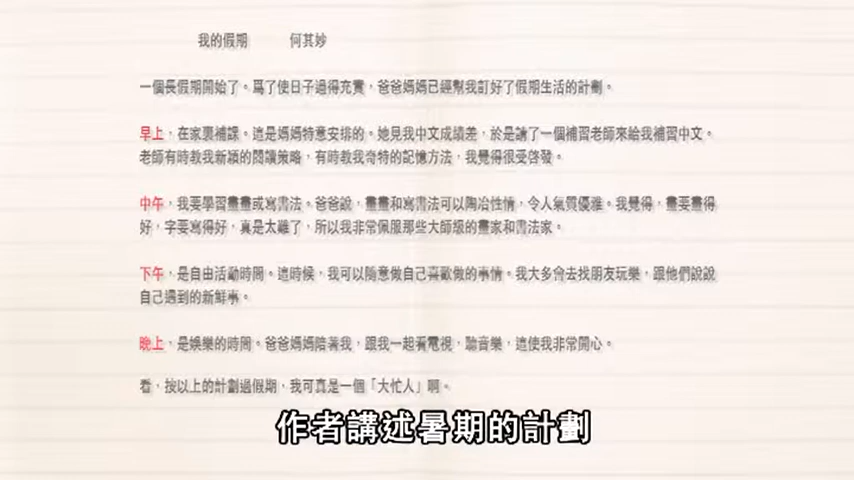 我的假期　何其妙
一個長假期開始了。爲了使日子過得充實，爸爸媽媽已經幫我訂好了假期生活的計劃。
早上，在家裏補課。這是媽媽特意安排的。她見我中文成績差，於是請了一個補習老師來給我補習中文。
老師有時教我新穎的閱讀策略，有時教我奇特的記憶方法，我覺得很受啓發。
中午，我要學習畫畫或寫書法。爸爸說，畫畫和寫書法可以陶冶性情，令人氣質優雅。我覺得，畫要畫得
好，字要寫得好，真是太難了，所以我非常佩服那些大師級的畫家和書法家。
下午，是自由活動時間。這時候，我可以隨意做自己喜歡做的事情。我大多會去找朋友玩樂，跟他們說說
自己遇到的新鮮事。
晚上，是娛樂的時間。爸爸媽媽陪著我，跟我一起看電視，聽音樂，這使我非常開心。
看，按以上的計劃過假期，我可真是一個「大忙人」啊。
作者講述暑期的計劃